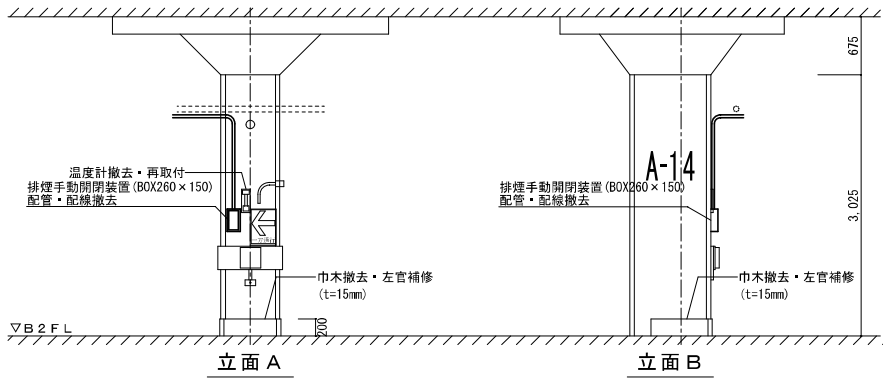 675
A-14
温度計撤去・再取付
排煙手動開閉装置(BOX260×150)
配管・配線撤去
排煙手動開閉装置(BOX260×150)
配管・配線撤去
3,025
巾木撤去・左官補修
(t=15mm)
巾木撤去・左官補修
(t=15mm)
▽B2FL
200
立面A
立面B